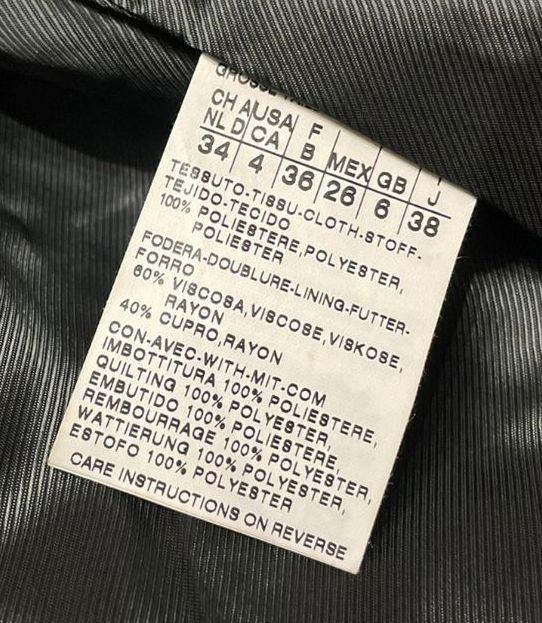 CH A USA F I
NL D CA B MEX GB J
34 4 36 26 6 38
TESSUTO-TISSU-CLOTH-STOFF-
TEJIDO-TECIDO
100% POLIESTERE,POLYESTER,
POLIESTER
FODERA-DOUBLURE-LINING-FUTTER-
FORRO
60% VISCOSA,VISCOSE,VISKOSE,
RAYON
40% CUPRO,RAYON
CON-AVEC-WITH-MIT-COM
IMBOTTITURA 100% POLIESTERE,
QUILTING 100% POLYESTER,
EMBUTIDO 100% POLIESTERE,
REMBOURRAGE 100% POLYESTER,
WATTIERUNG 100% POLYESTER,
ESTOFO 100% POLYESTER
CARE INSTRUCTIONS ON REVERSE